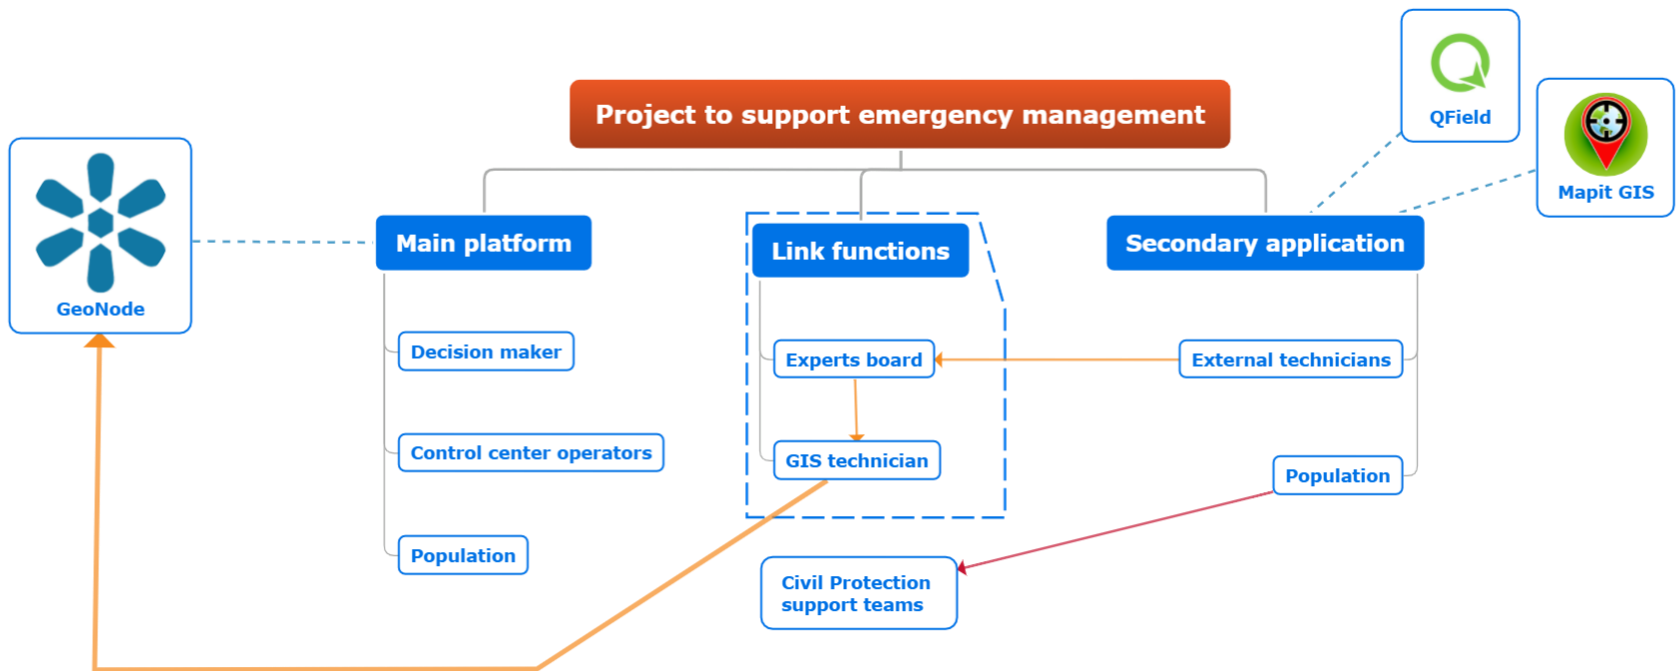 Project to support emergency management
QField
Mapit GIS
GeoNode
Main platform
Decision maker
Control center operators
Population
Link functions
Experts board
GIS technician
Secondary application
External technicians
Population
Civil Protection
support teams